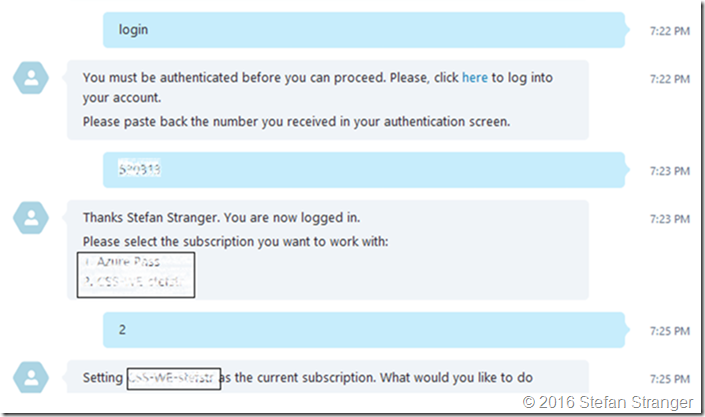 login
7:22 PM
You must be authenticated before you can proceed. Please, click here to log into
7:22 PM
your account.
Please paste back the number you received in your authentication screen.
7:23 PM
Thanks Stefan Stranger. You are now logged in.
7:23 PM
Please select the subscription you want to work with:
Azure Pass
2
7:25 PM
Setting as the current subscription. What would you like to do
7:25 PM
© 2016 Stefan Stranger